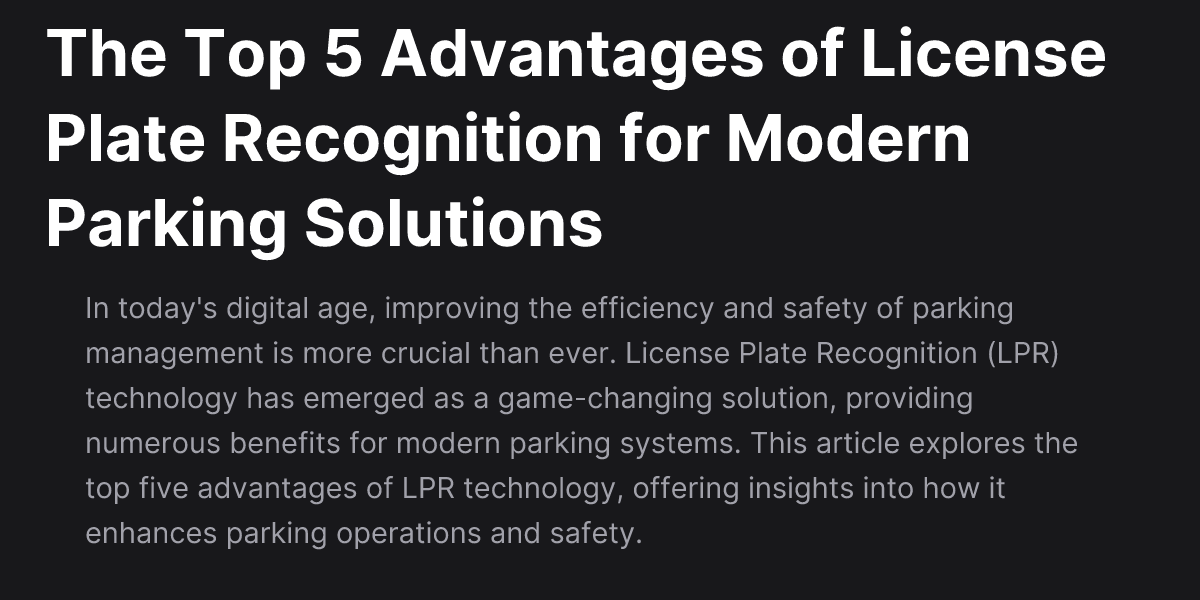 The Top 5 Advantages of License
Plate Recognition for Modern
Parking Solutions
In today's digital age, improving the efficiency and safety of parking
management is more crucial than ever. License Plate Recognition (LPR)
technology has emerged as a game-changing solution, providing
numerous benefits for modern parking systems. This article explores the
top five advantages of LPR technology, offering insights into how it
enhances parking operations and safety.